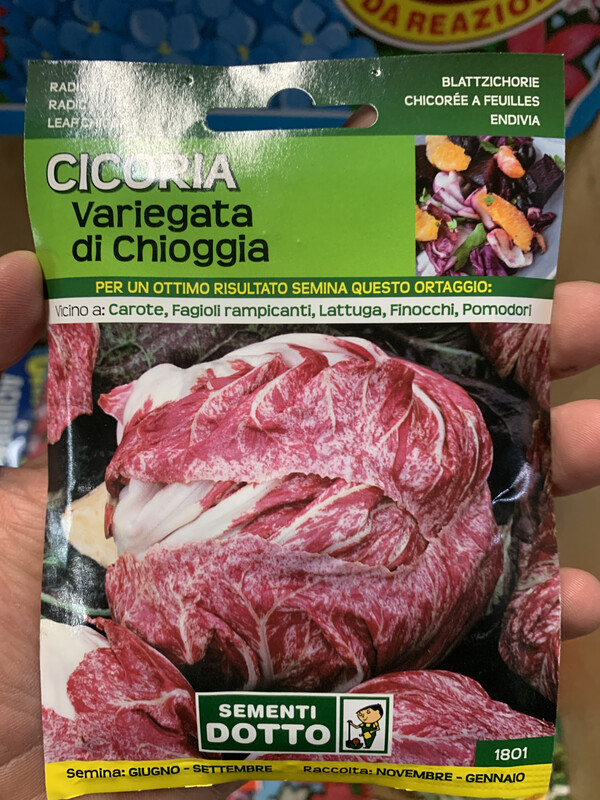 DA REAZIO
RADIC
RADIC
LEAF CHIC
BLATTZICHORIE
CHICORÉE A FEUILLES
ENDIVIA
CICORIA
Variegata
di Chioggia
PER UN OTTIMO RISULTATO SEMINA QUESTO ORTAGGIO:
Vicino a: Carote, Fagioli rampicanti, Lattuga, Finocchi, Pomodori
SEMENTI
DOTTO
1801
Semina: GIUGNO - SETTEMBRE Raccolta: NOVEMBRE - GENNAIO